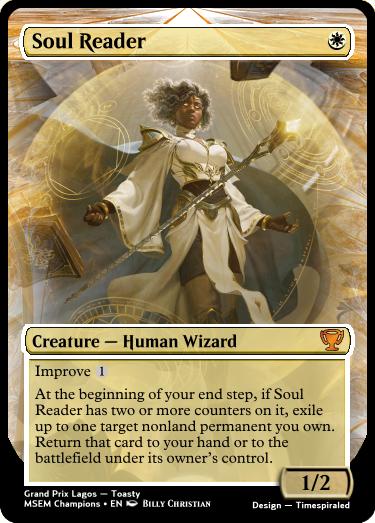 Soul Reader
Creature — Human Wizard
Improve 1
At the beginning of your end step, if Soul
Reader has two or more counters on it, exile
up to one target nonland permanent you own.
Return that card to your hand or to the
battlefield under its owner's control.
1/2
Grand Prix Lagos — Toasty
MSEM Champions • EN Billy Christian
Design — Timespiraled